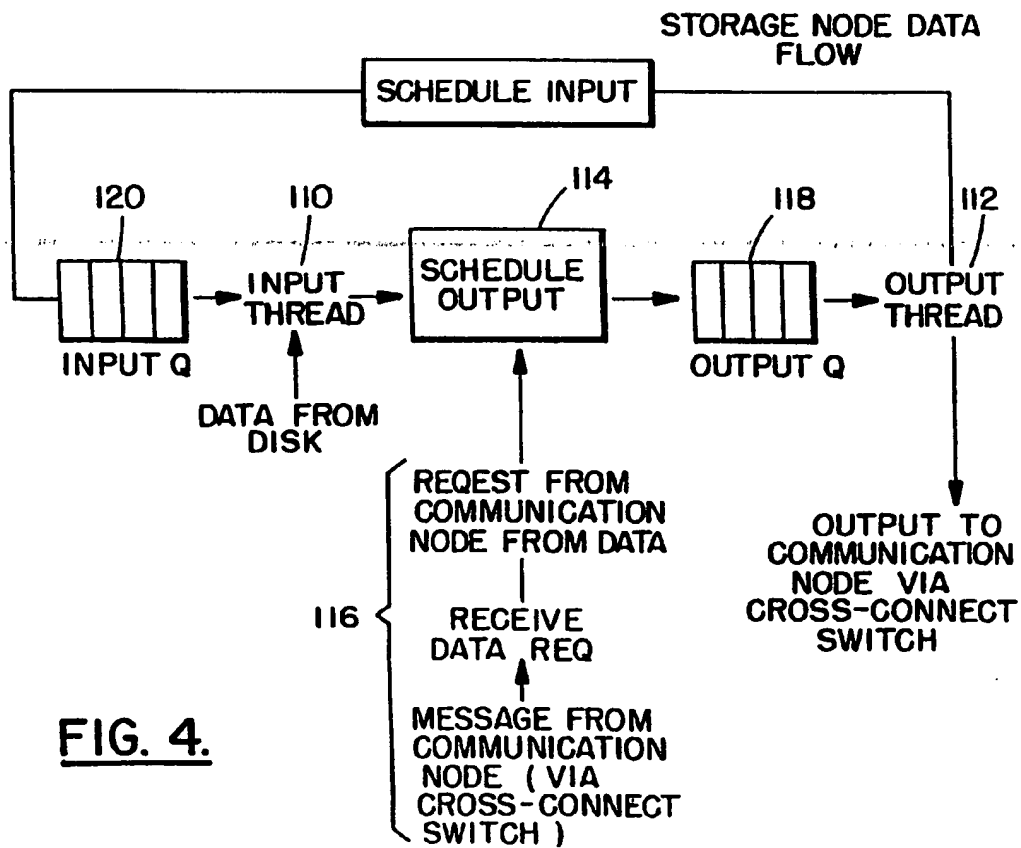 STORAGE NODE DATA
FLOW
SCHEDULE INPUT
120
110
114
118
112
INPUT
THREAD
SCHEDULE
OUTPUT
OUTPUT
THREAD
INPUT Q
OUTPUT Q
DATA FROM
DISK
REQEST FROM
COMMUNICATION
NODE FROM DATA
OUTPUT TO
COMMUNICATION
NODE VIA
CROSS-CONNECT
SWITCH
116
RECEIVE
DATA REQ
MESSAGE FROM
COMMUNICATION
NODE ( VIA
CROSS-CONNECT
SWITCH )
FIG. 4.